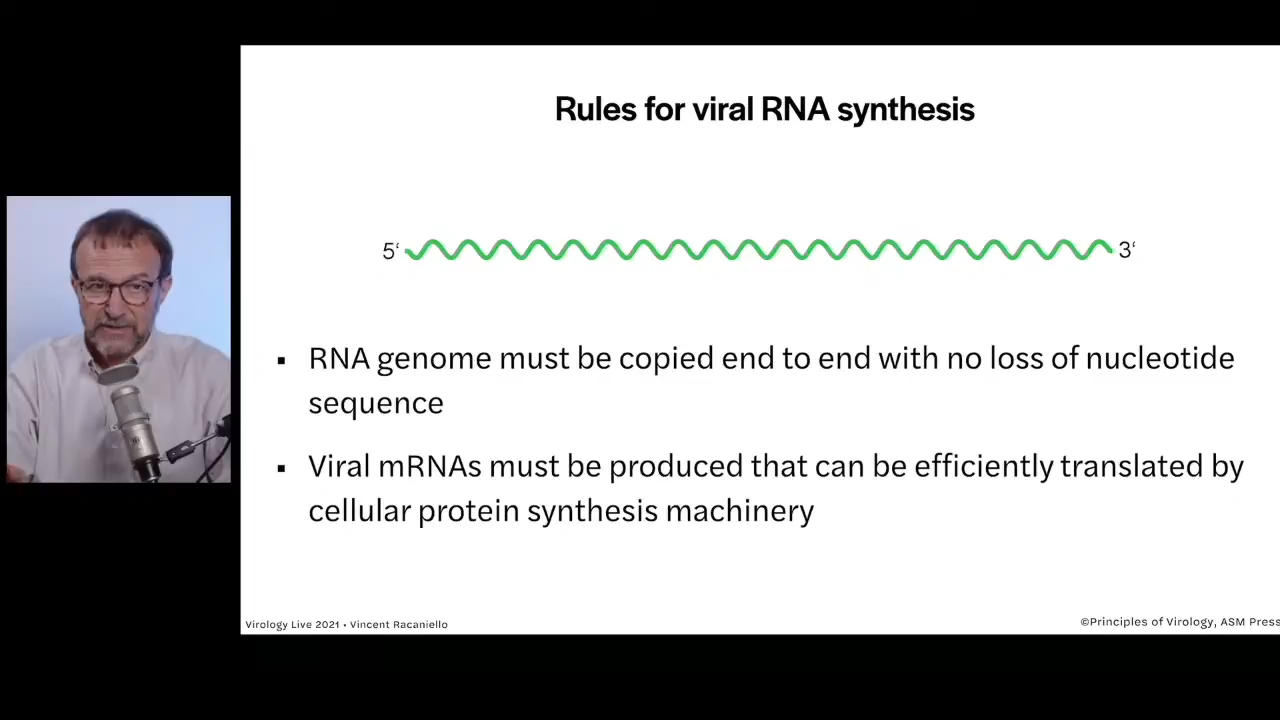 Rules for viral RNA synthesis
5‘ 3‘
▪ RNA genome must be copied end to end with no loss of nucleotide
sequence
▪ Viral mRNAs must be produced that can be efficiently translated by
cellular protein synthesis machinery
Virology Live 2021 • Vincent Racaniello
©Principles of Virology, ASM Press